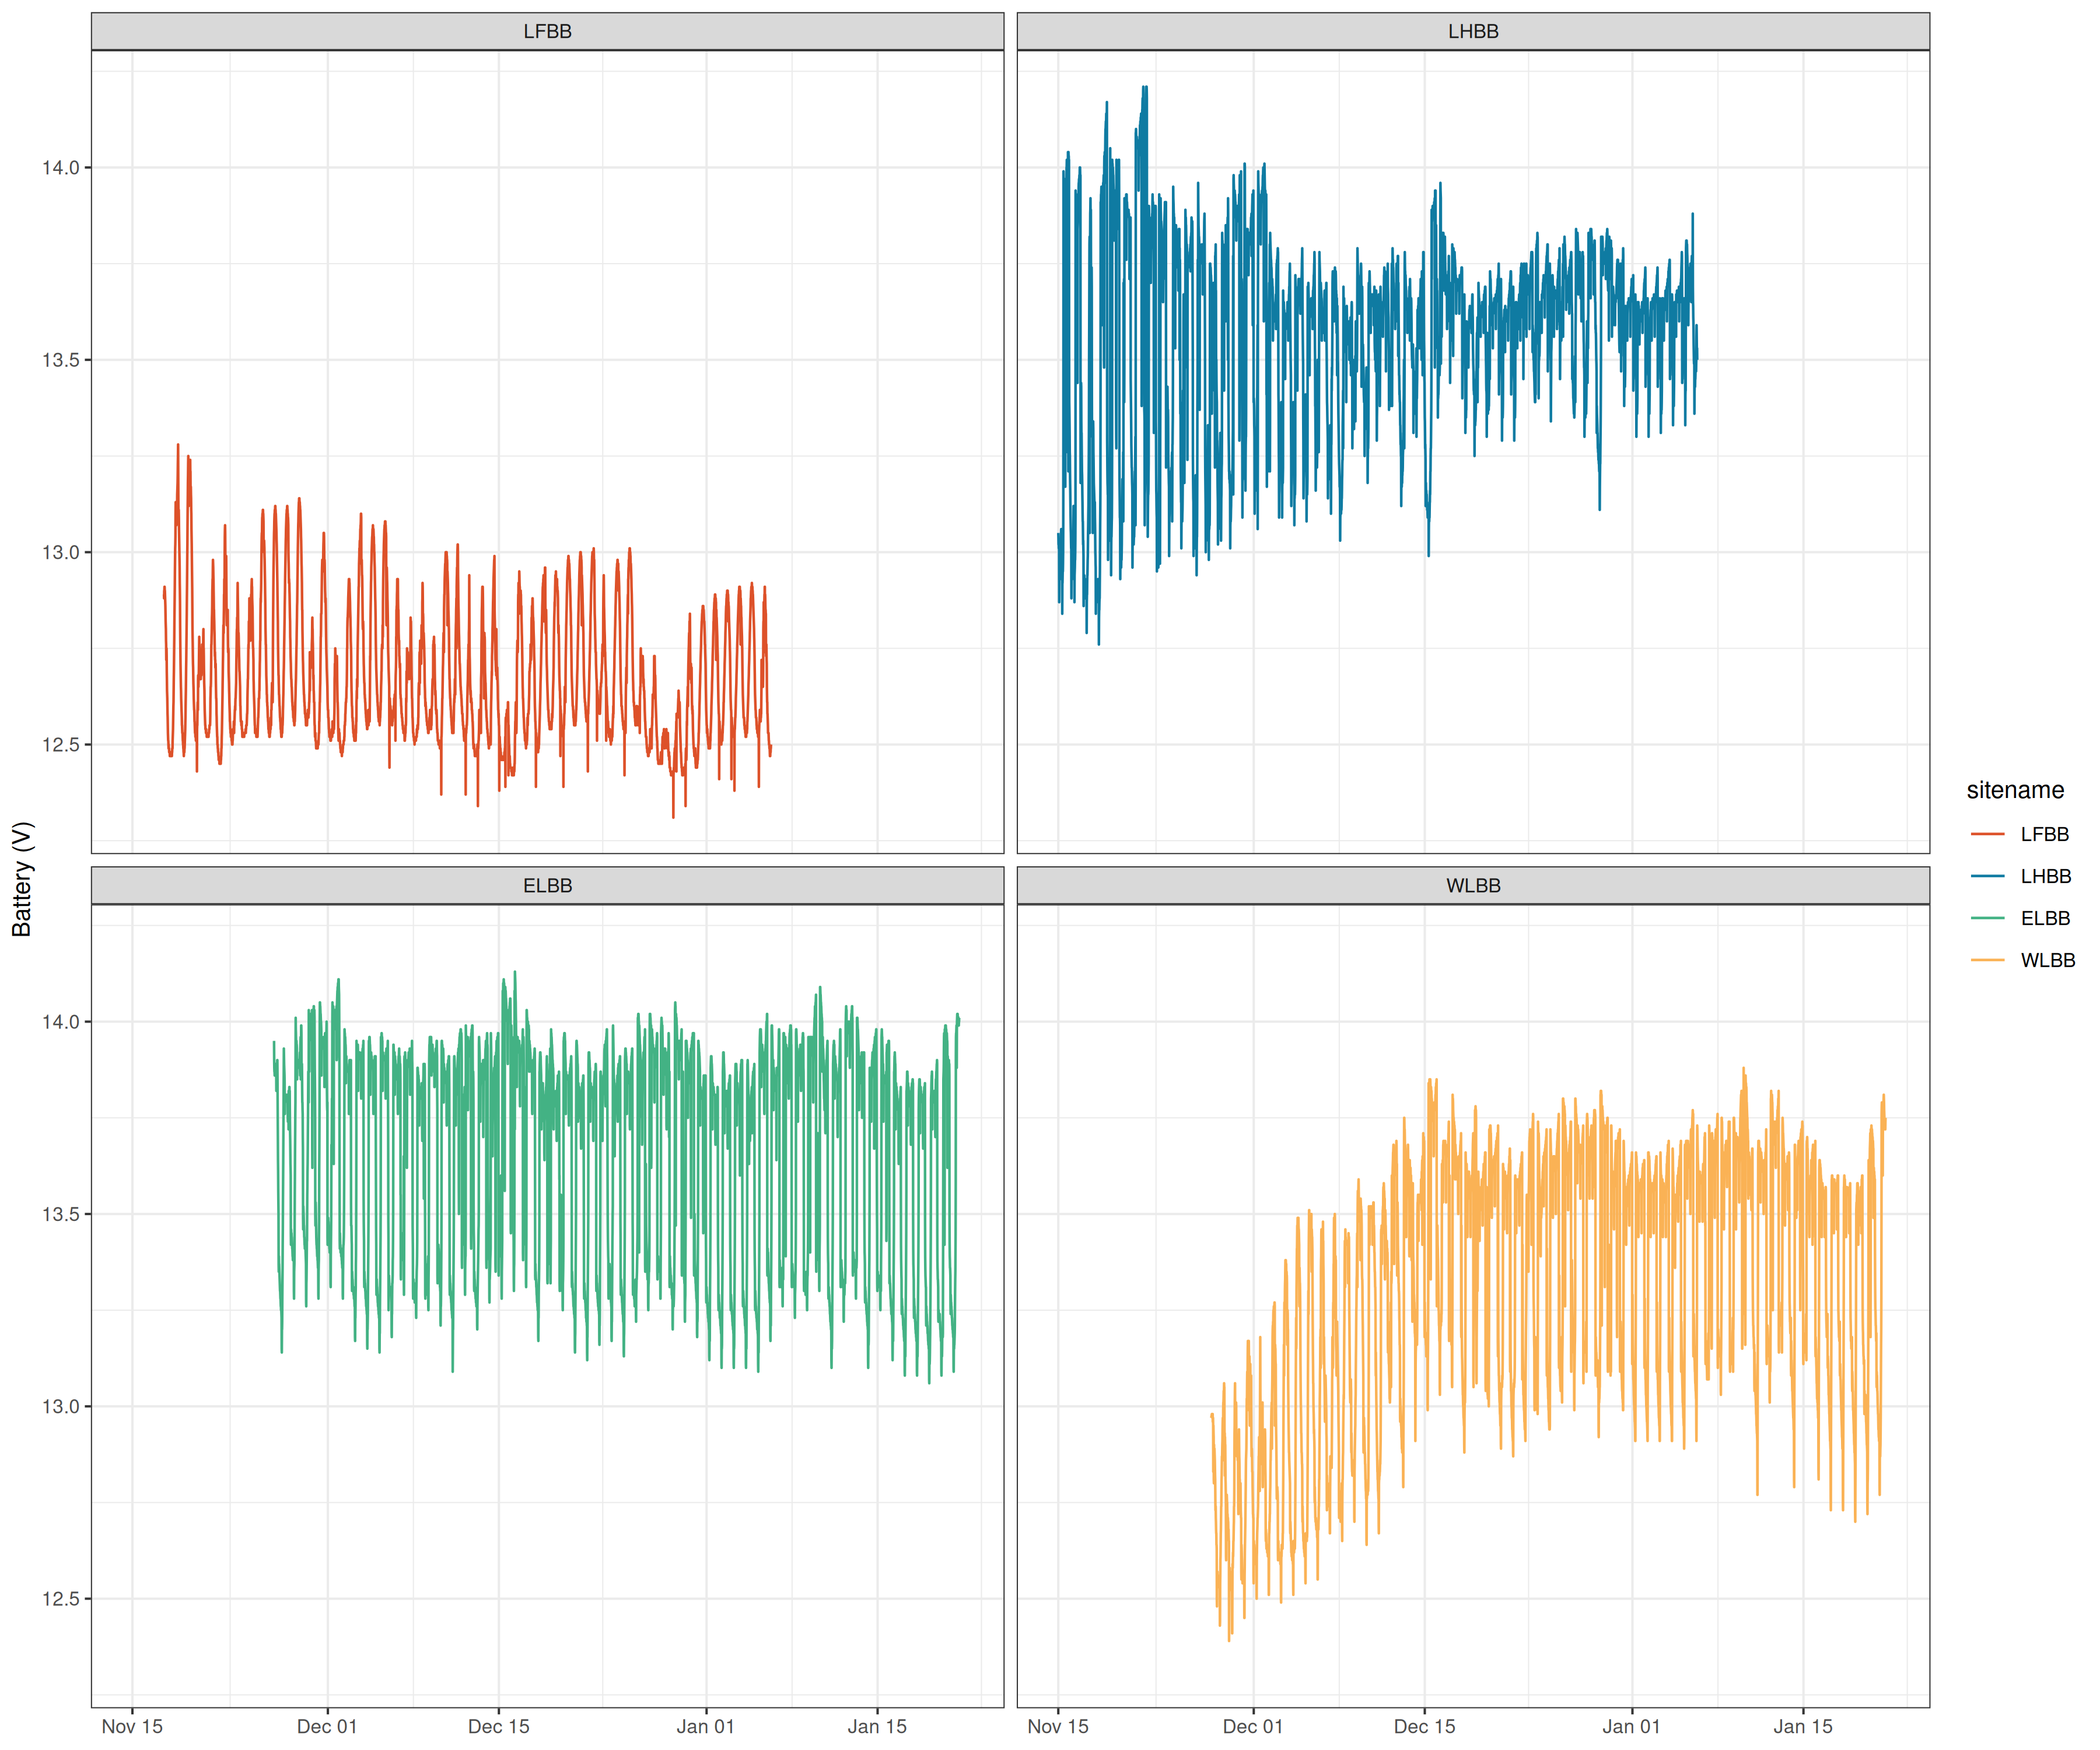 LFBB
LHBB
14.0
13.5
13.0
12.5
Battery (V)
ELBB
WLBB
14.0
13.5
13.0
12.5
Nov 15
Dec 01
Dec 15
Jan 01
Jan 15
Nov 15
Dec 01
Dec 15
Jan 01
Jan 15
sitename
LFBB
LHBB
ELBB
WLBB